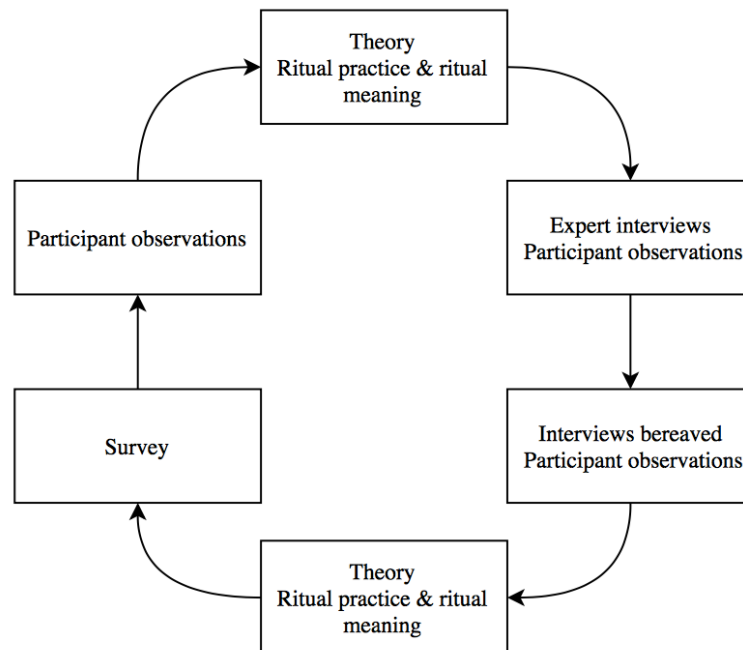 Theory
Ritual practice & ritual
meaning
Participant observations
Expert interviews
Participant observations
Survey
Interviews bereaved
Participant observations
Theory
Ritual practice & ritual
meaning